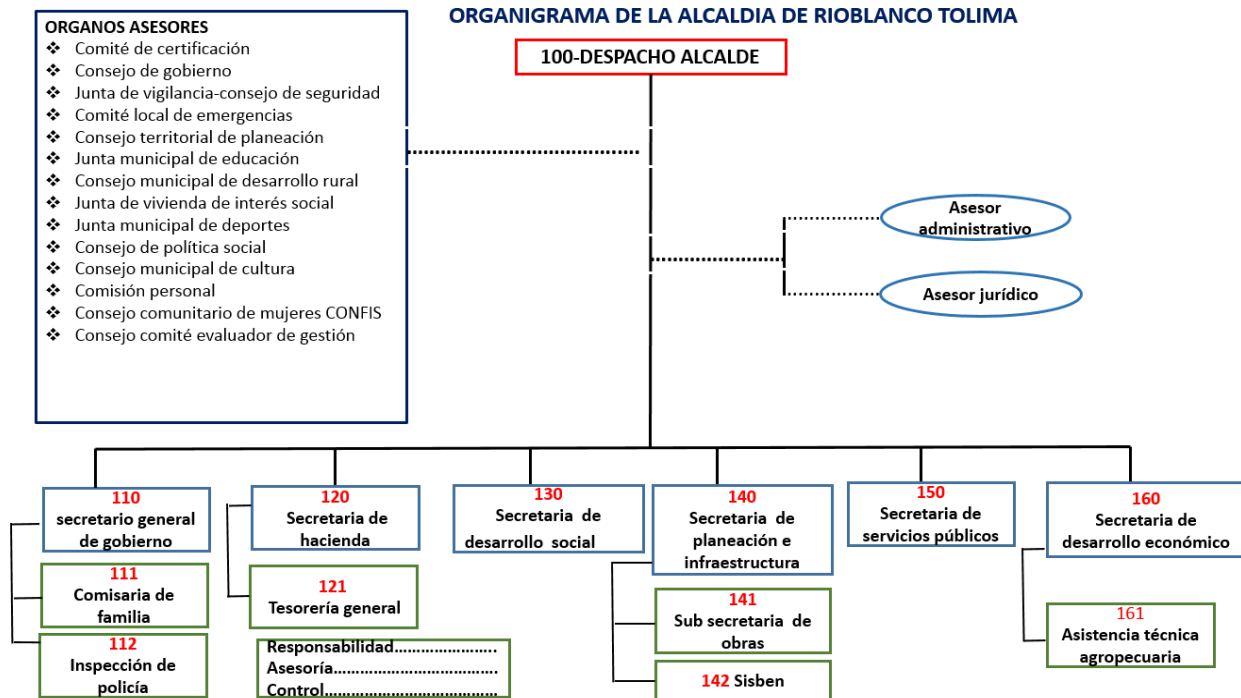 ORGANIGRAMA DE LA ALCALDIA DE RIOBLANCO TOLIMA
ORGANOS ASESORES
❖ Comité de certificación
❖ Consejo de gobierno
❖ Junta de vigilancia-consejo de seguridad
❖ Comité local de emergencias
❖ Consejo territorial de planeación
❖ Junta municipal de educación
❖ Consejo municipal de desarrollo rural
❖ Junta de vivienda de interés social
❖ Junta municipal de deportes
❖ Consejo de política social
❖ Consejo municipal de cultura
❖ Comisión personal
❖ Consejo comunitario de mujeres CONFIS
❖ Consejo comité evaluador de gestión
100-DESPACHO ALCALDE
Asesor
administrativo
Asesor jurídico
110
secretario general
de gobierno
111
Comisaria de
familia
112
Inspección de
policía
120
Secretaria de
hacienda
121
Tesorería general
Responsabilidad.......................
Asesoría....................................
Control......................................
130
Secretaria de
desarrollo social
140
Secretaria de
planeación e
infraestructura
141
Sub secretaria de
obras
142 Sisben
150
Secretaria de
servicios públicos
160
Secretaria de
desarrollo económico
161
Asistencia técnica
agropecuaria